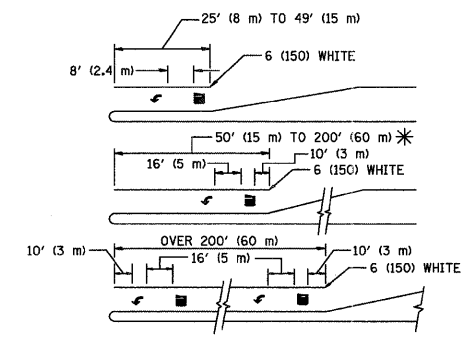 25' (8 m) TO 49' (15 m)
6 (150) WHITE
8' (2.4 m)
50' (15 m) TO 200' (60 m) *
16' (5 m)
10' (3 m)
6 (150) WHITE
OVER 200' (60 m)
10' (3 m)
16' (5 m)
10' (3 m)
6 (150) WHITE